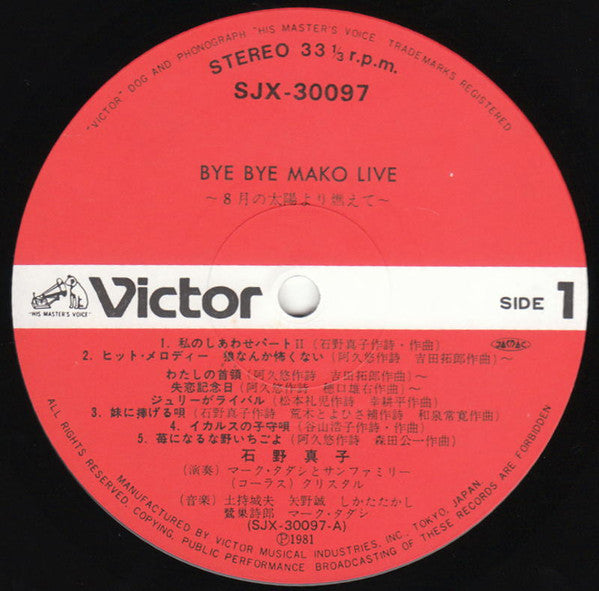 "VICTOR" DOG AND PHONOGRAPH "HIS MASTER'S VOICE" TRADEMARKS REGISTERED
STEREO 33 1/3 r.p.m.
SJX-30097
BYE BYE MAKO LIVE
〜8月の太陽より燃えて〜
"HIS MASTER'S VOICE"
Victor
SIDE 1
1. 私のしあわせパートII (石野真子作詩・作曲)
2. ヒット・メロディー 狼なんか怖くない (阿久悠作詩 吉田拓郎作曲)〜
わたしの首領 (阿久悠作詩 吉田拓郎作曲)〜
失恋記念日 (阿久悠作詩 穂口雄右作曲)〜
ジュリーがライバル (松本礼児作詩 幸耕平作曲)
3. 妹に捧げる唄 (石野真子作詩 荒木とよひさ補作詩 和泉常寛作曲)
4. イカルスの子守唄 (谷山浩子作詩・作曲)
5. 苺になるな野いちごよ (阿久悠作詩 森田公一作曲)
石野真子
(演奏) マーク・タダシとサンファミリー
(コーラス) クリスタル
(音楽) 土持城夫 矢野誠 しかたたかし
鷺巣詩郎 マーク・タダシ
(SJX-30097-A)
Ⓟ1981
ALL RIGHTS RESERVED. COPYING, PUBLIC PERFORMANCE BROADCASTING OF THESE RECORDS ARE FORBIDDEN
MANUFACTURED BY VICTOR MUSICAL INDUSTRIES, INC., TOKYO, JAPAN.